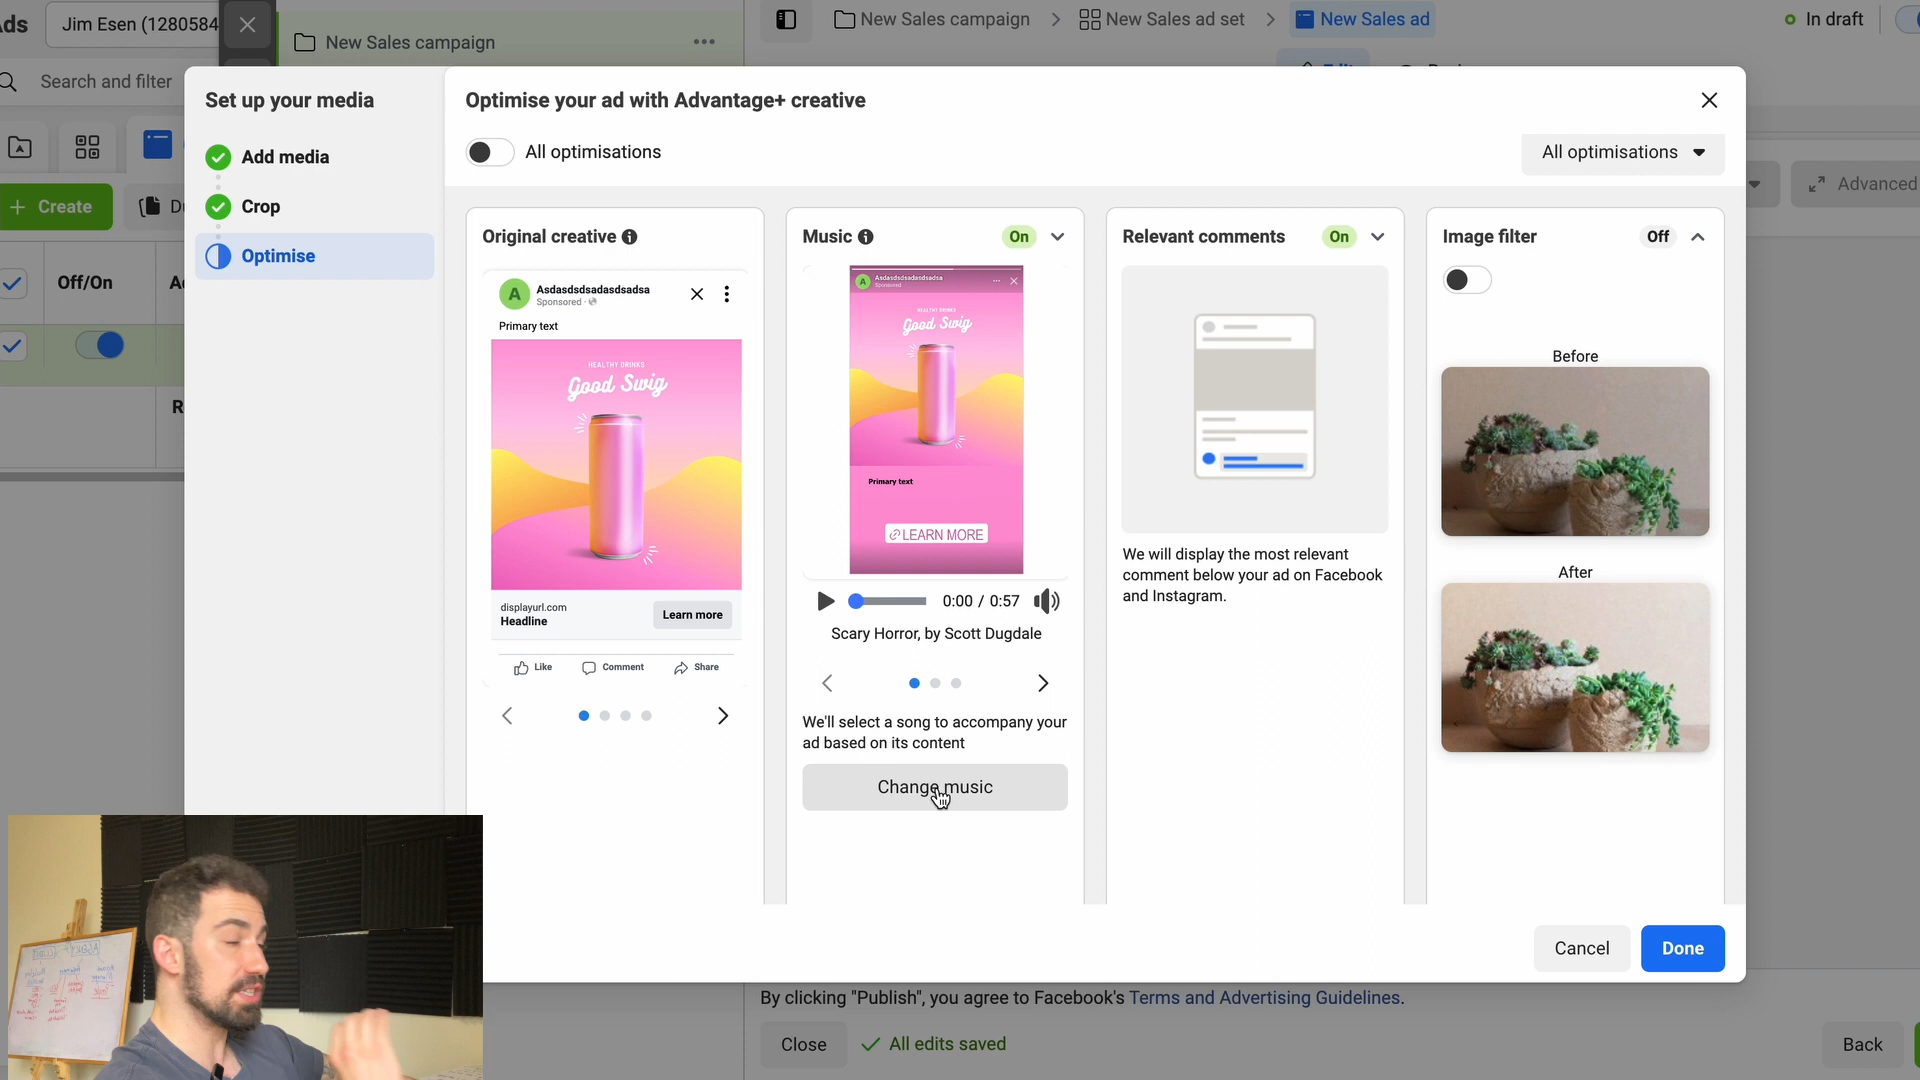 ds
Jim Esen (1280584
New Sales campaign
New Sales campaign
New Sales ad set
New Sales ad
In draft
Search and filter
Set up your media
Add media
Crop
Optimise
Optimise your ad with Advantage+ creative
All optimisations
All optimisations
Create
Advanced
Off/On
Original creative
A
Asdasdsdsadasdsadsa
Sponsored
Primary text
HEALTHY DRINKS
Good Swig
displayurl.com
Headline
Learn more
Like
Comment
Share
Music
On
A
Asdasdsdsadasdsadsa
Sponsored
HEALTHY DRINKS
Good Swig
Primary text
LEARN MORE
0:00 / 0:57
Scary Horror, by Scott Dugdale
We'll select a song to accompany your
ad based on its content
Change music
Relevant comments
On
We will display the most relevant
comment below your ad on Facebook
and Instagram.
Image filter
Off
Before
After
Cancel
Done
By clicking "Publish", you agree to Facebook's Terms and Advertising Guidelines.
Close
All edits saved
Back